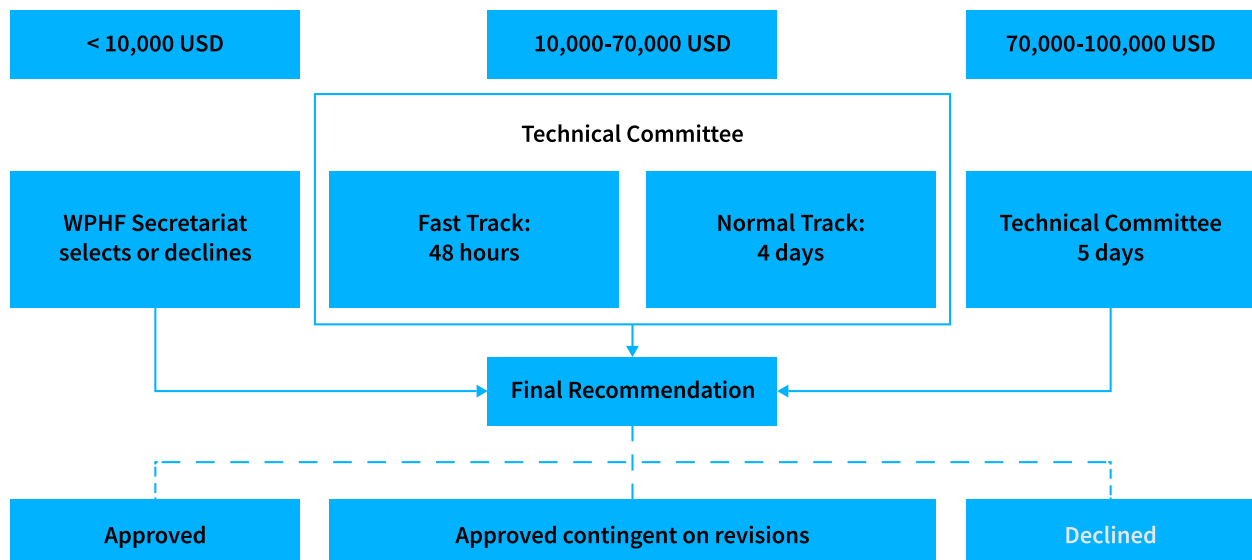 < 10,000 USD
10,000-70,000 USD
70,000-100,000 USD
Technical Committee
WPHF Secretariat
selects or declines
Fast Track:
48 hours
Normal Track:
4 days
Technical Committee
5 days
Final Recommendation
Approved
Approved contingent on revisions
Declined